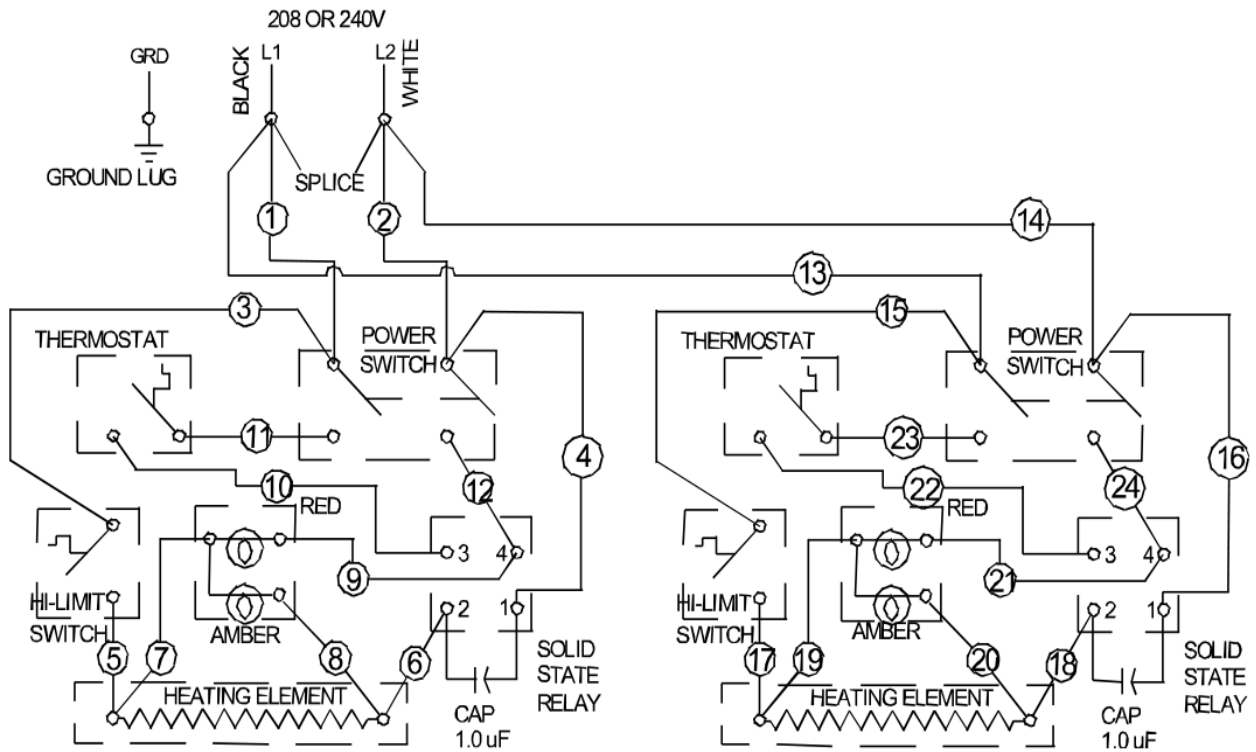 208 OR 240V
GRD
BLACK
L1
L2
WHITE
GROUND LUG
SPLICE
1
2
14
13
3
15
THERMOSTAT
POWER
SWITCH
THERMOSTAT
POWER
SWITCH
11
4
23
16
10
12
22
24
RED
RED
3
4
3
4
9
21
HI-LIMIT
SWITCH
AMBER
2
1
HI-LIMIT
SWITCH
AMBER
2
1
5
7
8
6
SOLID
STATE
RELAY
17
19
20
18
SOLID
STATE
RELAY
HEATING ELEMENT
CAP
1.0 uF
HEATING ELEMENT
CAP
1.0 uF